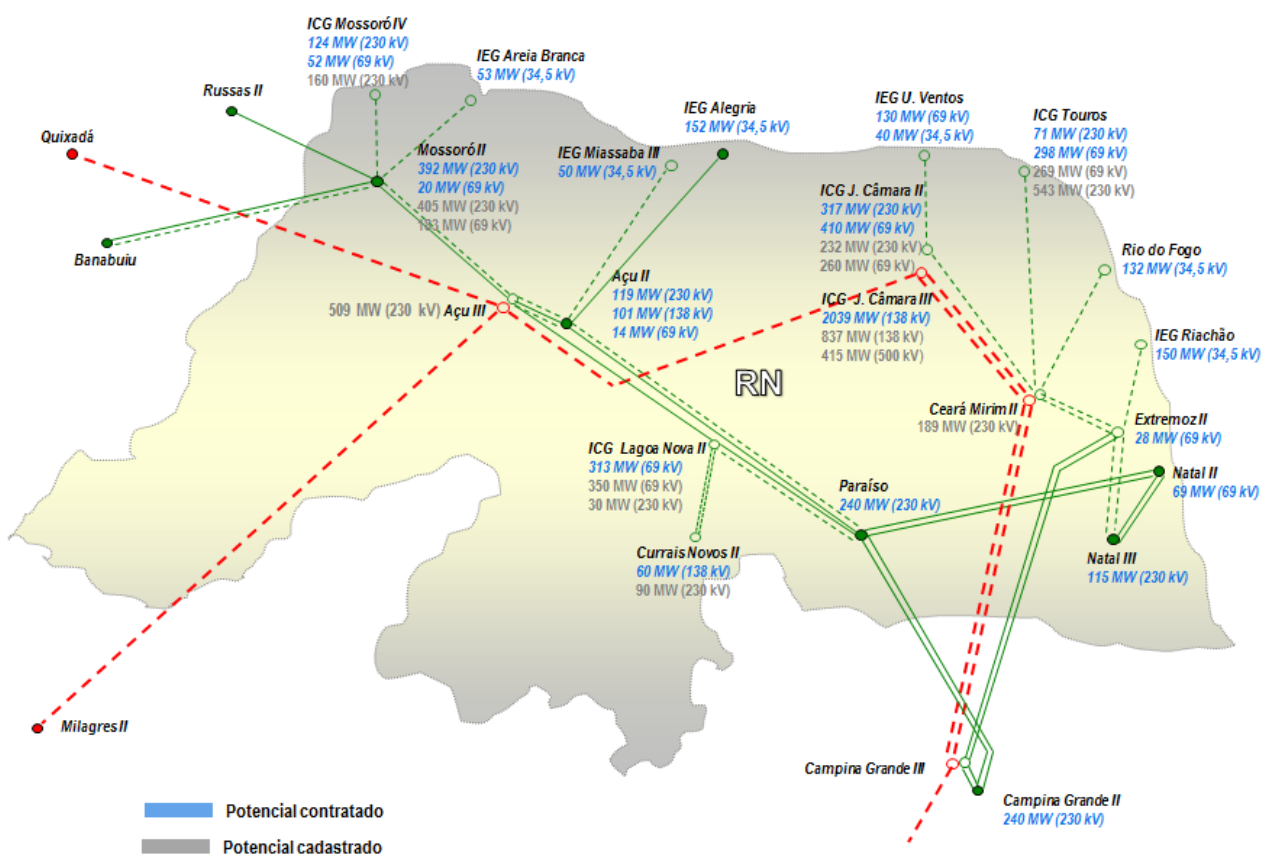 ICG Mossoró IV
124 MW (230 kV)
52 MW (69 kV)
160 MW (230 kV)
IEG Areia Branca
53 MW (34,5 kV)
Russas II
Quixadá
Mossoró II
392 MW (230 kV)
20 MW (69 kV)
405 MW (230 kV)
193 MW (69 kV)
Banabuiu
IEG Alegria
152 MW (34,5 kV)
IEG Miassaba III
50 MW (34,5 kV)
IEG U. Ventos
130 MW (69 kV)
40 MW (34,5 kV)
ICG Touros
71 MW (230 kV)
298 MW (69 kV)
269 MW (69 kV)
543 MW (230 kV)
ICG J. Câmara II
317 MW (230 kV)
410 MW (69 kV)
232 MW (230 kV)
260 MW (69 kV)
ICG J. Câmara III
2039 MW (138 kV)
837 MW (138 kV)
415 MW (500 kV)
Rio do Fogo
132 MW (34,5 kV)
IEG Riachão
150 MW (34,5 kV)
509 MW (230 kV) Açu III
Açu II
119 MW (230 kV)
101 MW (138 kV)
14 MW (69 kV)
RN
Ceará Mirim II
189 MW (230 kV)
Extremoz II
28 MW (69 kV)
Natal II
69 MW (69 kV)
ICG Lagoa Nova II
313 MW (69 kV)
350 MW (69 kV)
30 MW (230 kV)
Paraíso
240 MW (230 kV)
Currais Novos II
60 MW (138 kV)
90 MW (230 kV)
Natal III
115 MW (230 kV)
Milagres II
Campina Grande III
Campina Grande II
240 MW (230 kV)
Potencial contratado
Potencial cadastrado